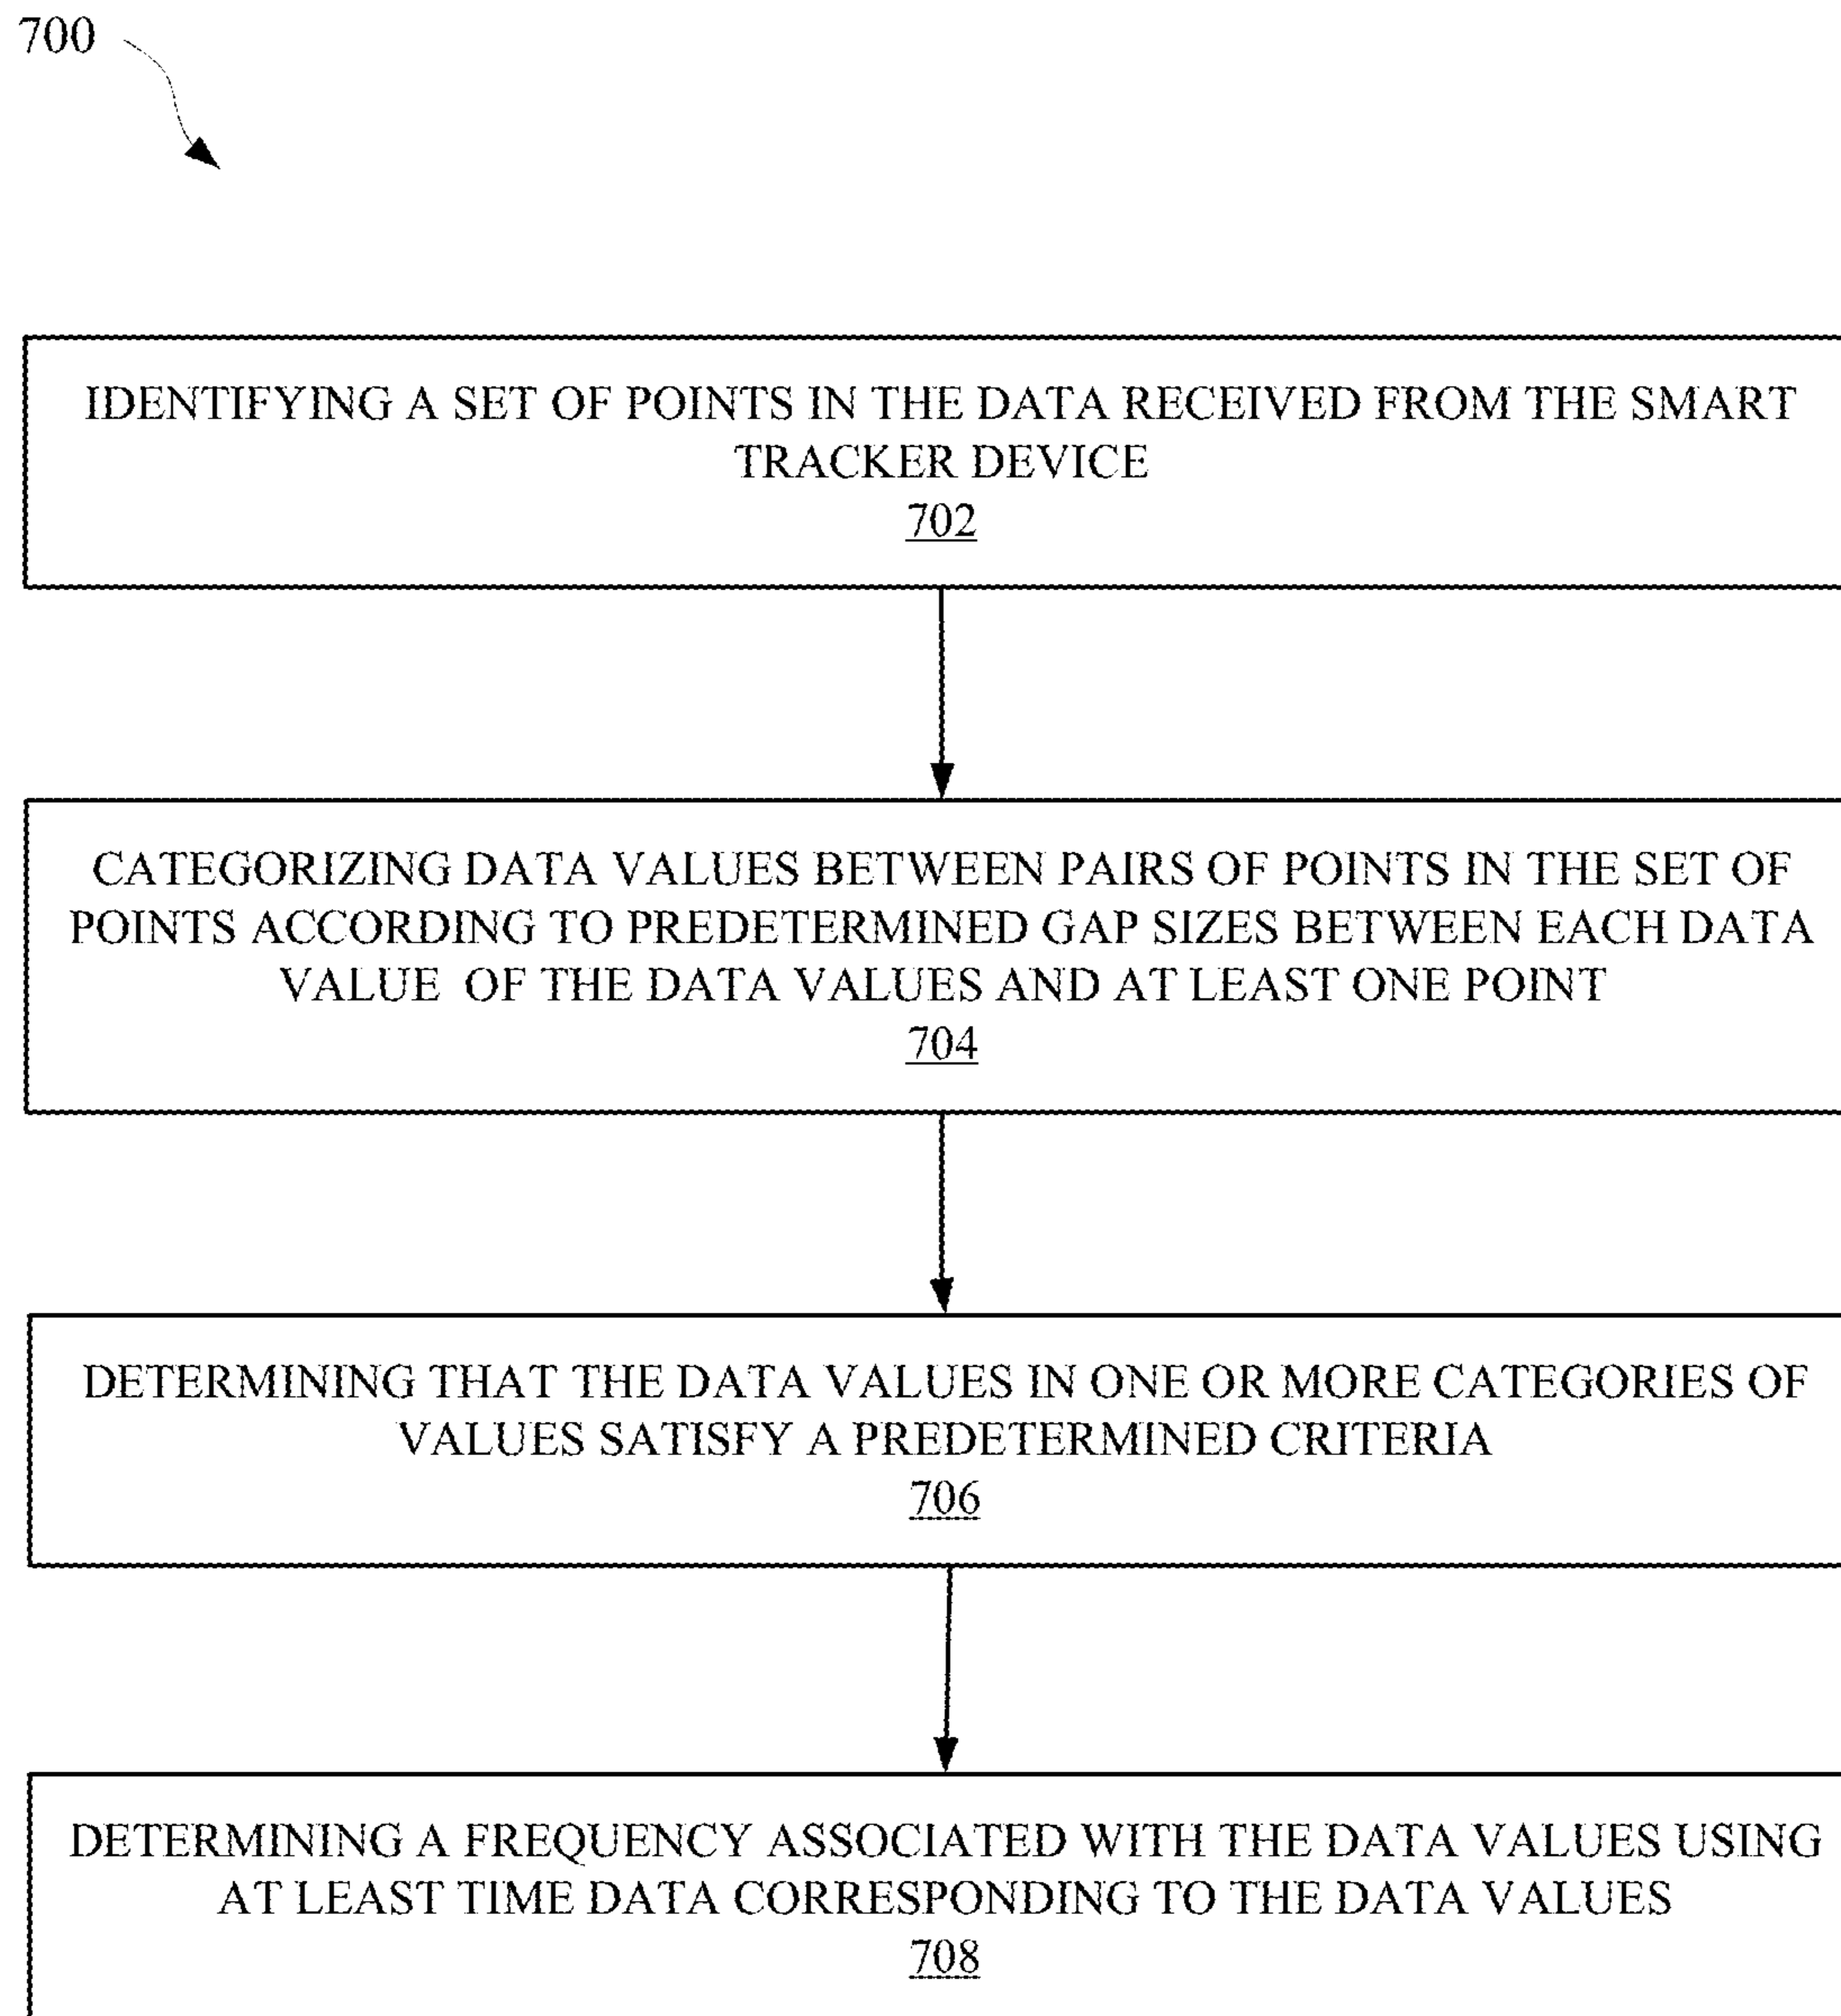 700
IDENTIFYING A SET OF POINTS IN THE DATA RECEIVED FROM THE SMART
TRACKER DEVICE
702
CATEGORIZING DATA VALUES BETWEEN PAIRS OF POINTS IN THE SET OF
POINTS ACCORDING TO PREDETERMINED GAP SIZES BETWEEN EACH DATA
VALUE OF THE DATA VALUES AND AT LEAST ONE POINT
704
DETERMINING THAT THE DATA VALUES IN ONE OR MORE CATEGORIES OF
VALUES SATISFY A PREDETERMINED CRITERIA
706
DETERMINING A FREQUENCY ASSOCIATED WITH THE DATA VALUES USING
AT LEAST TIME DATA CORRESPONDING TO THE DATA VALUES
708